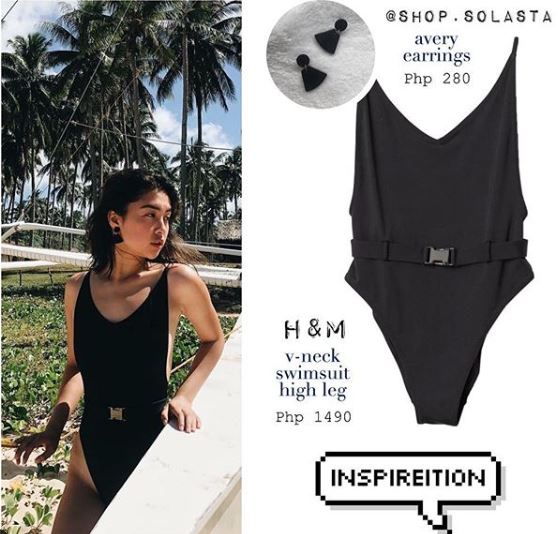 @SHOP.SOLASTA
avery
earrings
Php 280
H&M
v-neck
swimsuit
high leg
Php 1490
INSPIREITION